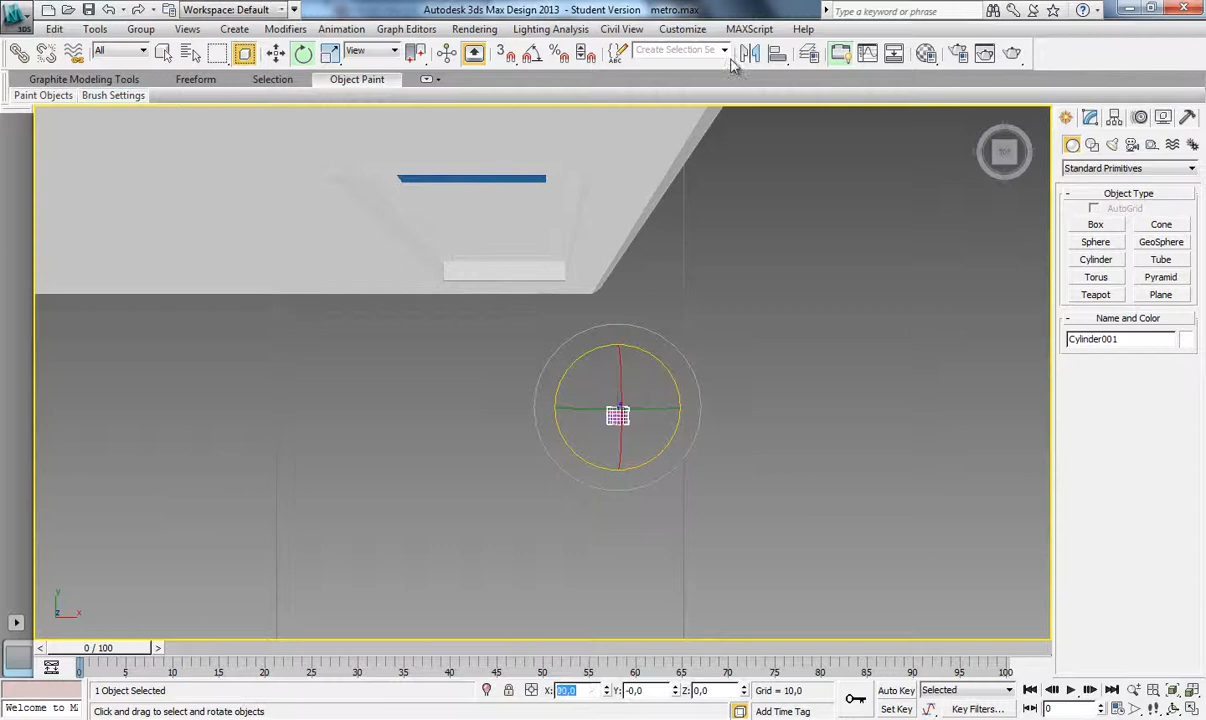 Workspace: Default
Autodesk 3ds Max Design 2013 - Student Version metro.max
Type a keyword or phrase
3DS
Edit Tools Group Views Create Modifiers Animation Graph Editors Rendering Lighting Analysis Civil View Customize MAXScript Help
All View Create Selection Se
Graphite Modeling Tools Freeform Selection Object Paint
Paint Objects Brush Settings
Standard Primitives
Object Type
AutoGrid
Box Cone
Sphere GeoSphere
Cylinder Tube
Torus Pyramid
Teapot Plane
Name and Color
Cylinder001
y
z x
0 / 100
0 5 10 15 20 25 30 35 40 45 50 55 60 65 70 75 80 85 90 95 100
1 Object Selected X: 90,0 Y: -0,0 Z: 0,0 Grid = 10,0 Auto Key Selected
Welcome to M Click and drag to select and rotate objects Add Time Tag Set Key Key Filters... 0